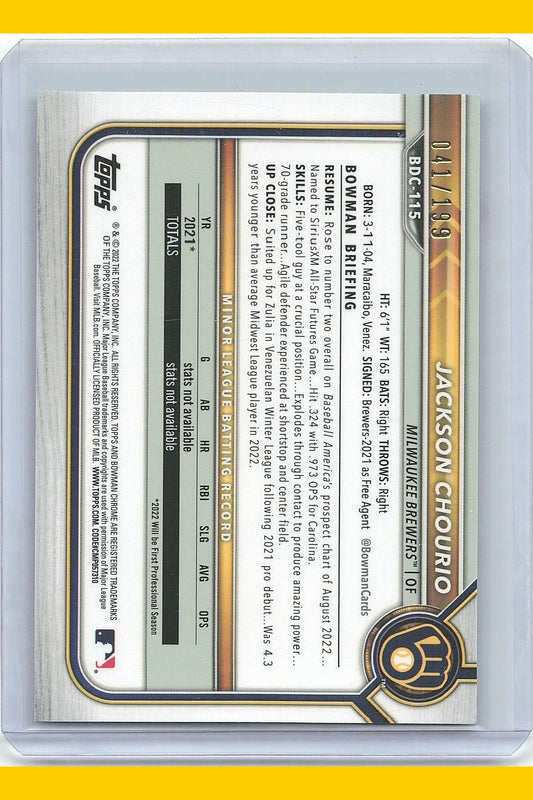 041/199
BDC-115
JACKSON CHOURIO
MILWAUKEE BREWERS™ | OF
HT: 6'1" WT: 165 BATS: Right THROWS: Right
BORN: 3-11-04, Maracaibo, Venez. SIGNED: Brewers-2021 as Free Agent @BowmanCards
BOWMAN BRIEFING
RESUME: Rose to number two overall on Baseball America's prospect chart of August 2022...
Named to SiriusXM All-Star Futures Game...Hit .324 with .973 OPS for Carolina.
SKILLS: Five-tool guy at a crucial position...Explodes through contact to produce amazing power...
70-grade runner...Agile defender experienced at shortstop and center field.
UP CLOSE: Suited up for Zulia in Venezuelan Winter League following 2021 pro debut...Was 4.3
years younger than average Midwest League player in 2022.
MINOR LEAGUE BATTING RECORD
YR G AB HR RBI SLG AVG OPS
2021* stats not available
TOTALS stats not available
*2022 Will be First Professional Season
topps®
® & © 2022 THE TOPPS COMPANY, INC. ALL RIGHTS RESERVED. TOPPS AND BOWMAN CHROME ARE REGISTERED TRADEMARKS
OF THE TOPPS COMPANY, INC. Major League Baseball trademarks and copyrights are used with permission of Major League
Baseball. Visit MLB.com. OFFICIALLY LICENSED PRODUCT OF MLB. WWW.TOPPS.COM. CODE#CMP067310